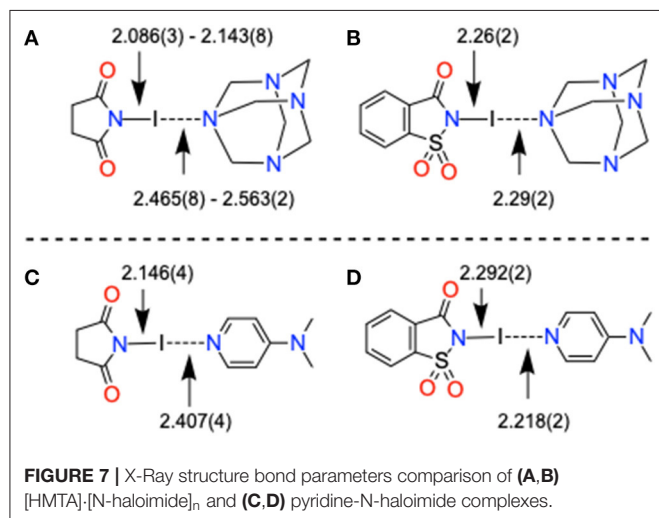 A
2.086(3) - 2.143(8)
O
N
I
O
N
N
N
N
2.465(8) - 2.563(2)
B
2.26(2)
O
N
I
S
O
O
N
N
N
N
2.29(2)
C
2.146(4)
O
N
I
O
N
N
2.407(4)
D
2.292(2)
O
N
I
S
O
O
N
N
2.218(2)
FIGURE 7 | X-Ray structure bond parameters comparison of (A,B)
[HMTA]·[N-haloimide]n and (C,D) pyridine-N-haloimide complexes.